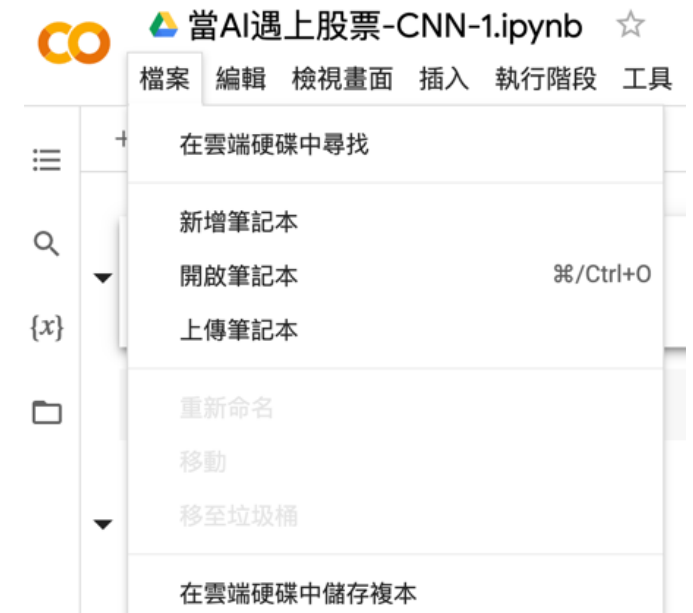 當AI遇上股票-CNN-1.ipynb
檔案 編輯 檢視畫面 插入 執行階段 工具
+
在雲端硬碟中尋找
新增筆記本
開啟筆記本 ⌘/Ctrl+O
{x}
上傳筆記本
重新命名
移動
移至垃圾桶
在雲端硬碟中儲存複本